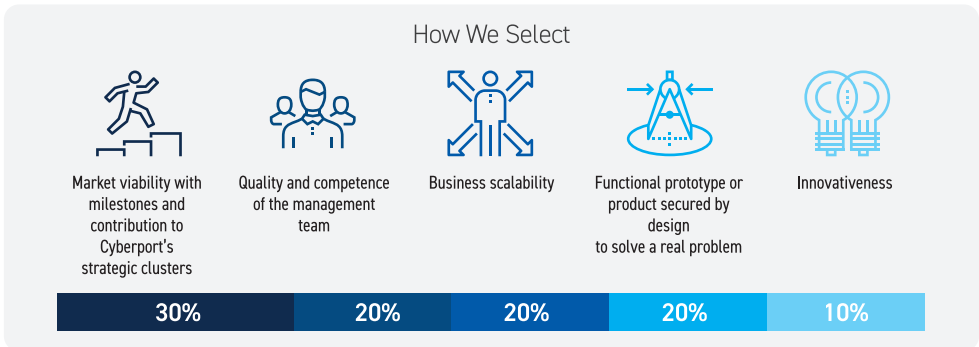 How We Select
Market viability with
milestones and
contribution to
Cyberport's
strategic clusters
Quality and competence
of the management
team
Business scalability
Functional prototype or
product secured by
design
to solve a real problem
Innovativeness
30%
20%
20%
20%
10%